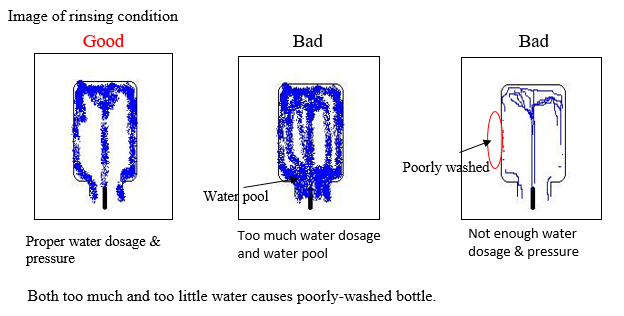 Image of rinsing condition
Good
Bad
Bad
Water pool
Poorly washed
Proper water dosage &
pressure
Too much water dosage
and water pool
Not enough water
dosage & pressure
Both too much and too little water causes poorly-washed bottle.